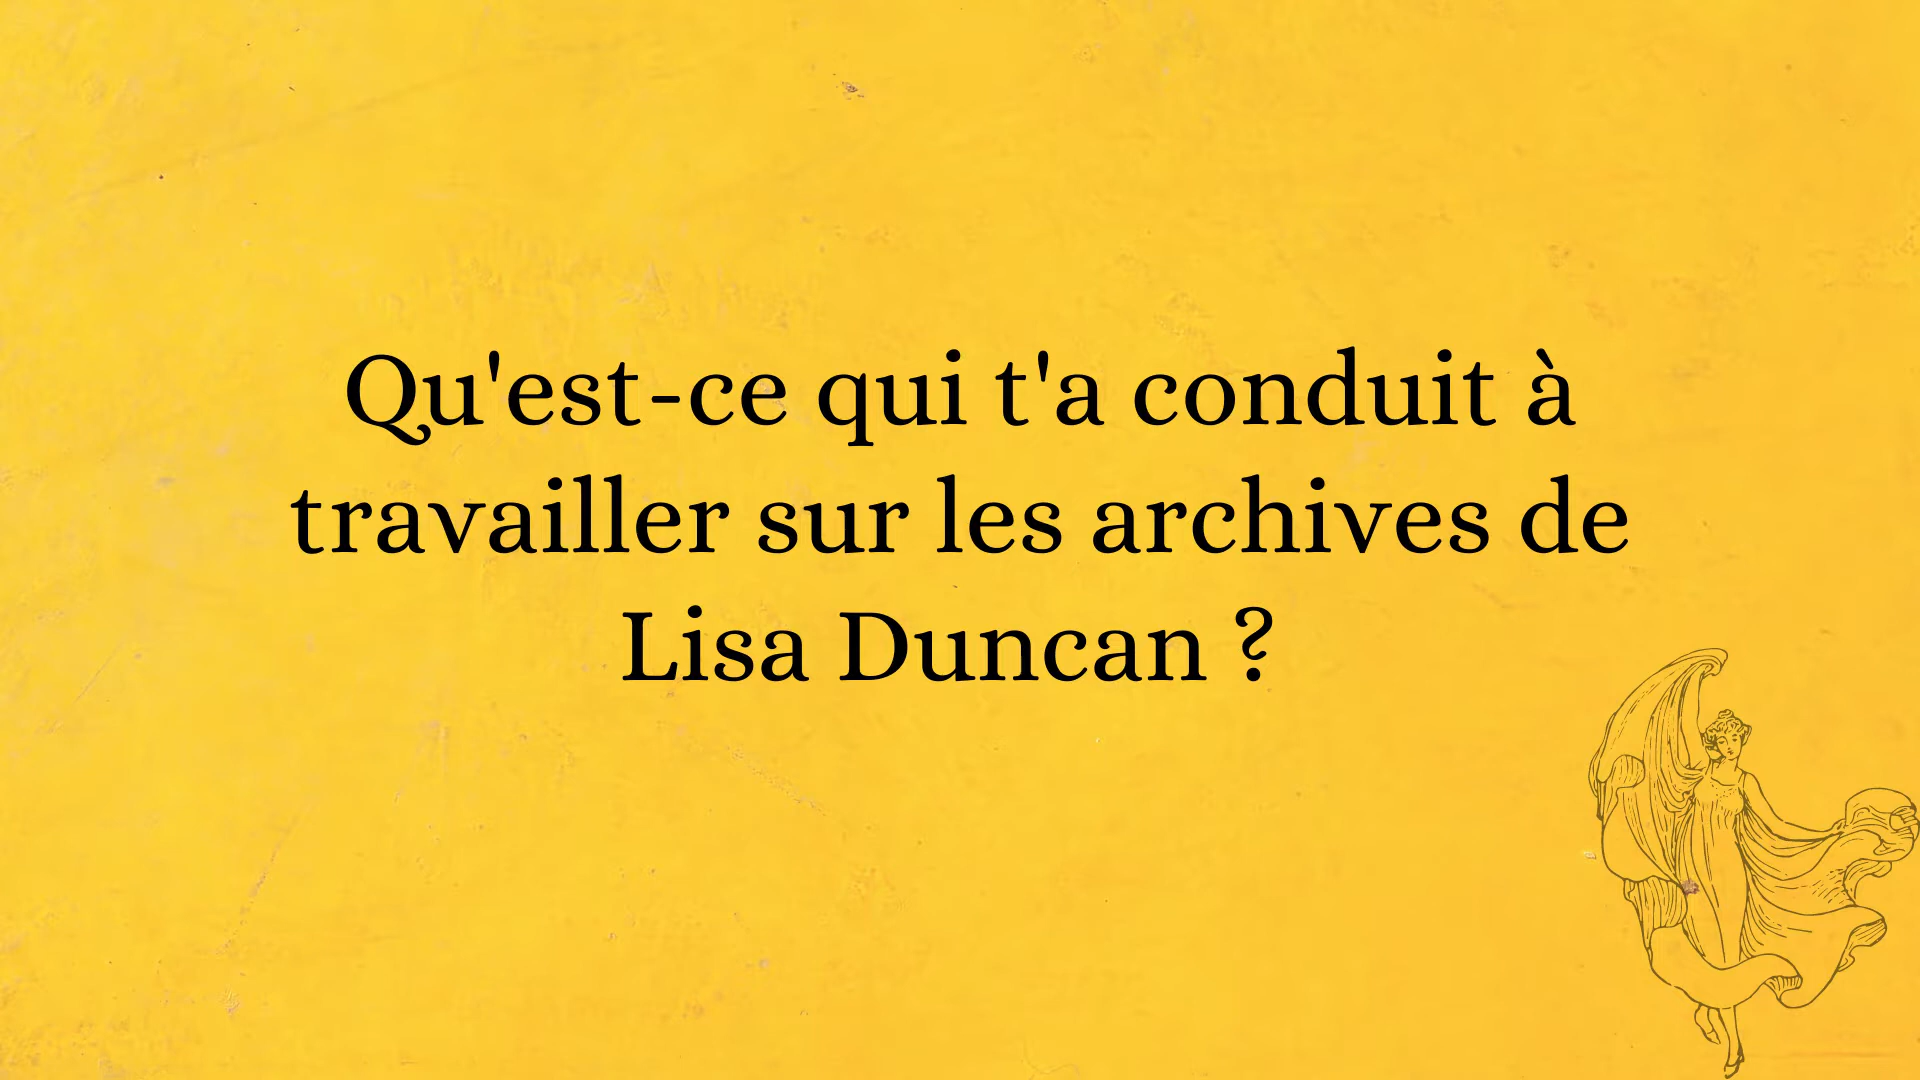 Qu'est-ce qui t'a conduit à
travailler sur les archives de
Lisa Duncan ?